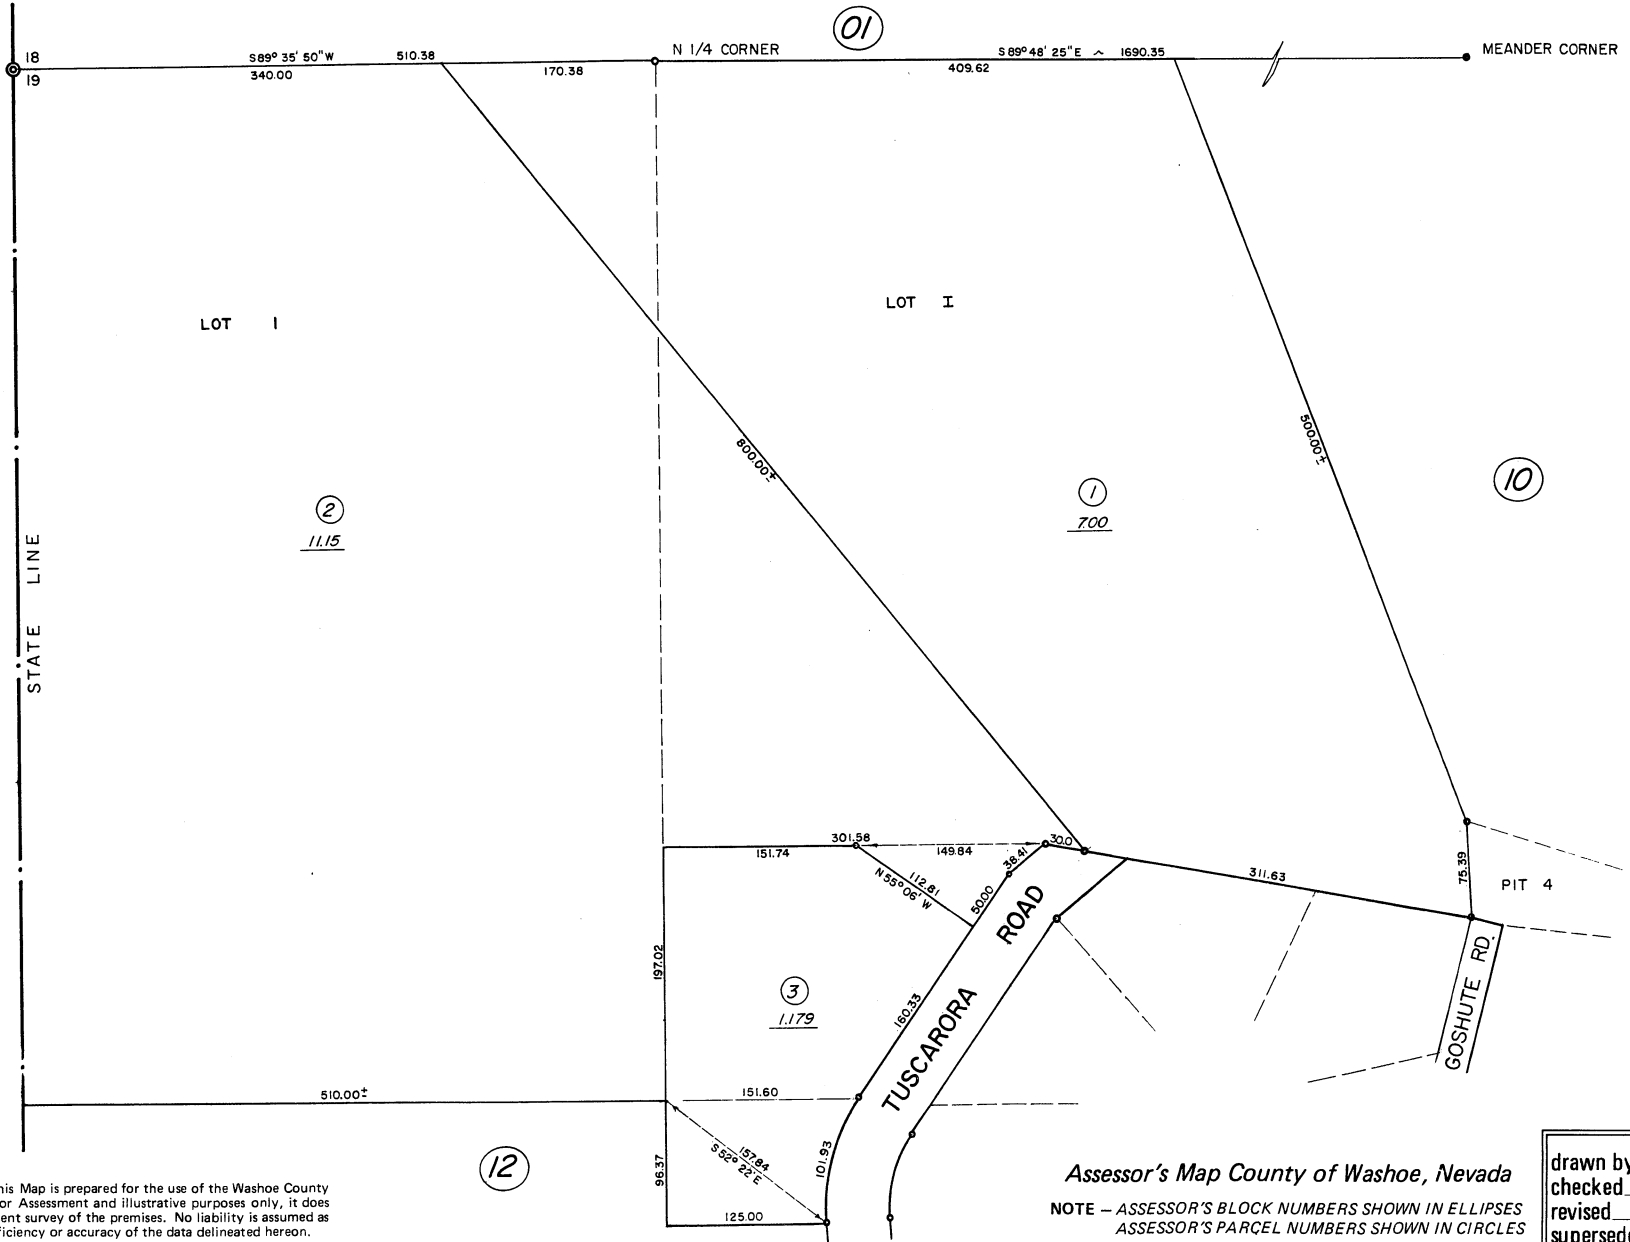 01
18
19
S89° 35' 50" W
510.38
340.00
170.38
N 1/4 CORNER
S89° 48' 25" E ~ 1690.35
409.62
MEANDER CORNER
LOT 1
LOT I
800.00±
500.00±
10
2
11.15
1
7.00
STATE LINE
301.58
151.74
149.84
30.0
38.41
112.81
N 55° 06' W
50.00
311.63
75.39
PIT 4
197.02
3
1.179
160.33
TUSCARORA ROAD
GOSHUTE RD.
510.00±
151.60
101.93
157.84
S 52° 22' E
96.37
125.00
12
his Map is prepared for the use of the Washoe County
or Assessment and illustrative purposes only, it does
ent survey of the premises. No liability is assumed as
ficiency or accuracy of the data delineated hereon.
Assessor's Map County of Washoe, Nevada
NOTE – ASSESSOR'S BLOCK NUMBERS SHOWN IN ELLIPSES
ASSESSOR'S PARCEL NUMBERS SHOWN IN CIRCLES
drawn by
checked
revised
supersede